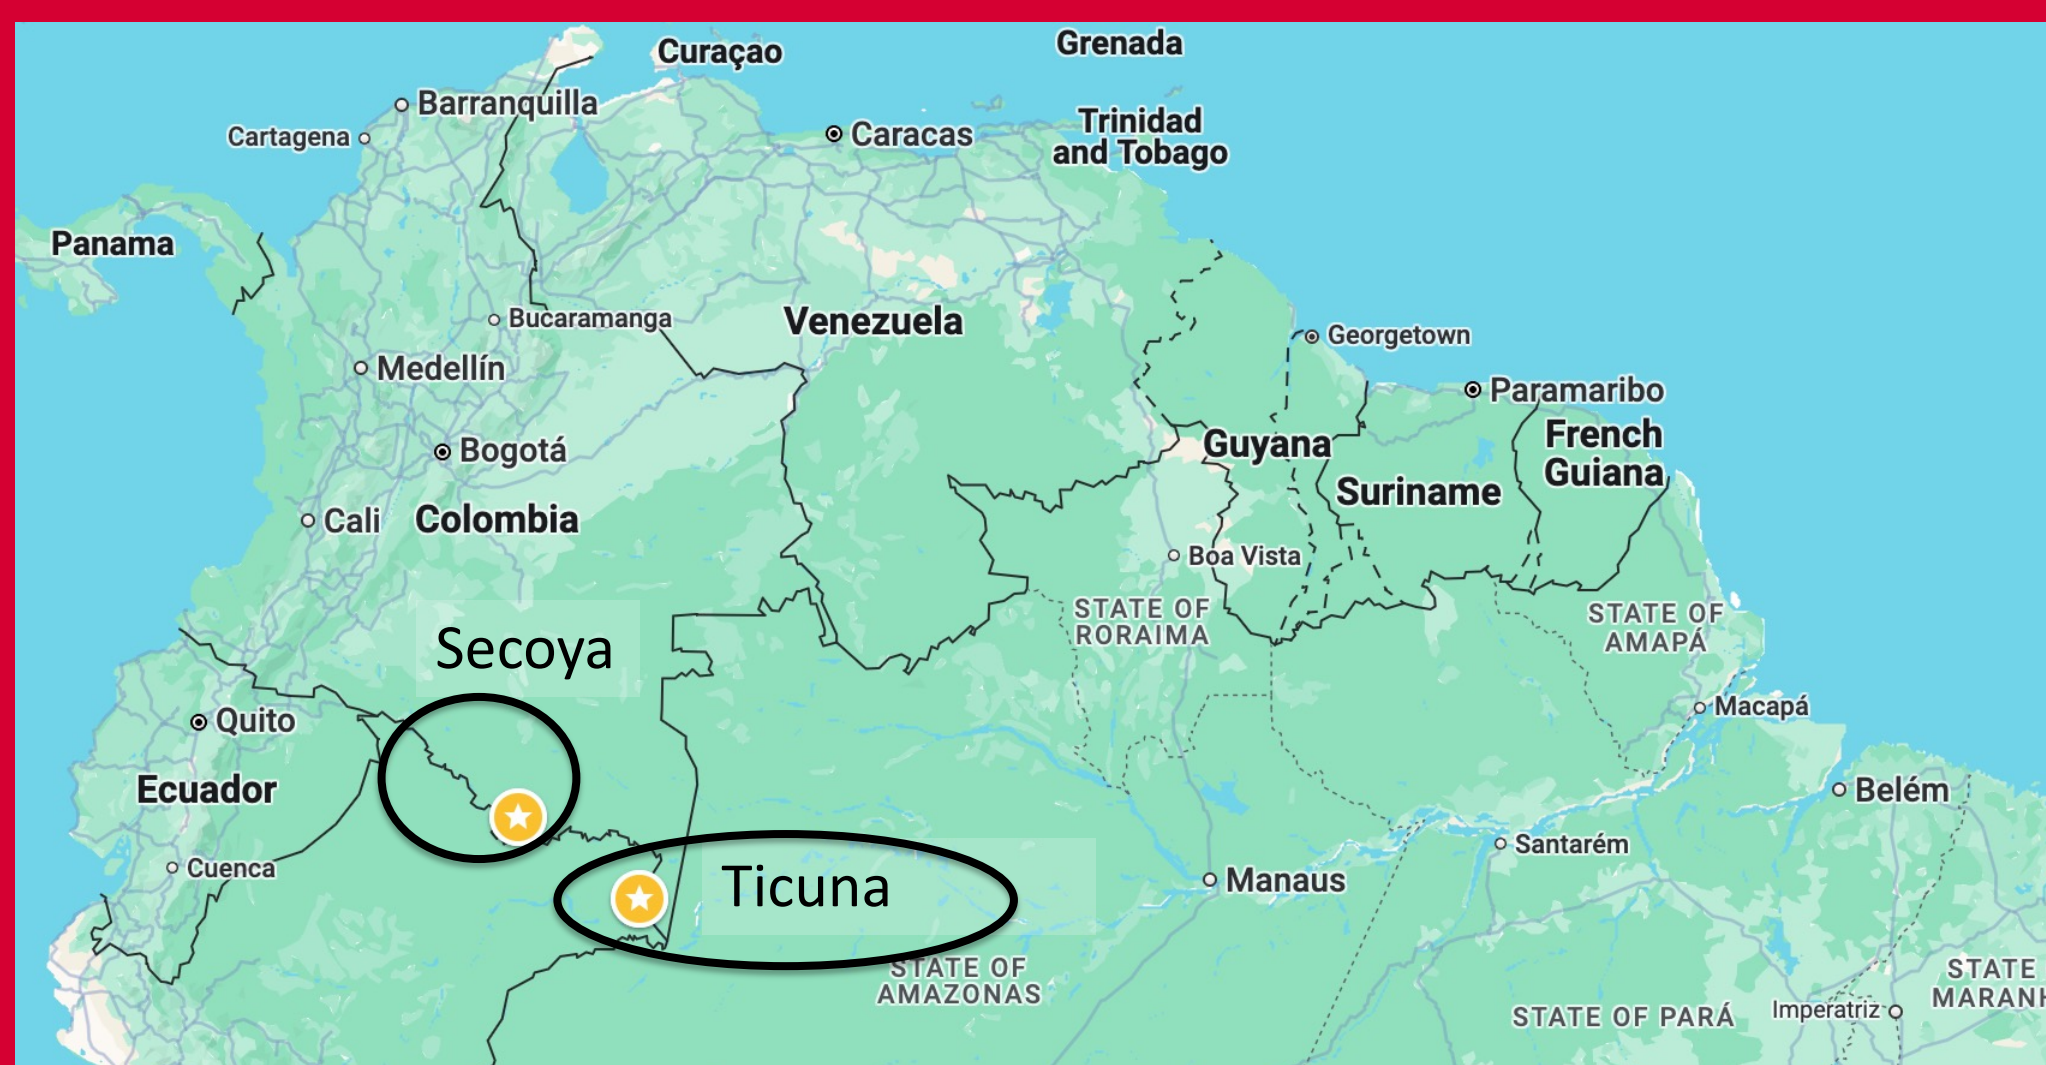 Curaçao
Grenada
Barranquilla
Cartagena
Caracas
Trinidad
and Tobago
Panama
Bucaramanga
Venezuela
Georgetown
Medellín
Paramaribo
Bogotá
Guyana
French
Guiana
Suriname
Cali
Colombia
Boa Vista
STATE OF
RORAIMA
STATE OF
AMAPÁ
Secoya
Quito
Macapá
Ecuador
Belém
Cuenca
Ticuna
Manaus
Santarém
STATE OF
AMAZONAS
STATE OF PARÁ
Imperatriz
STATE
MARANH